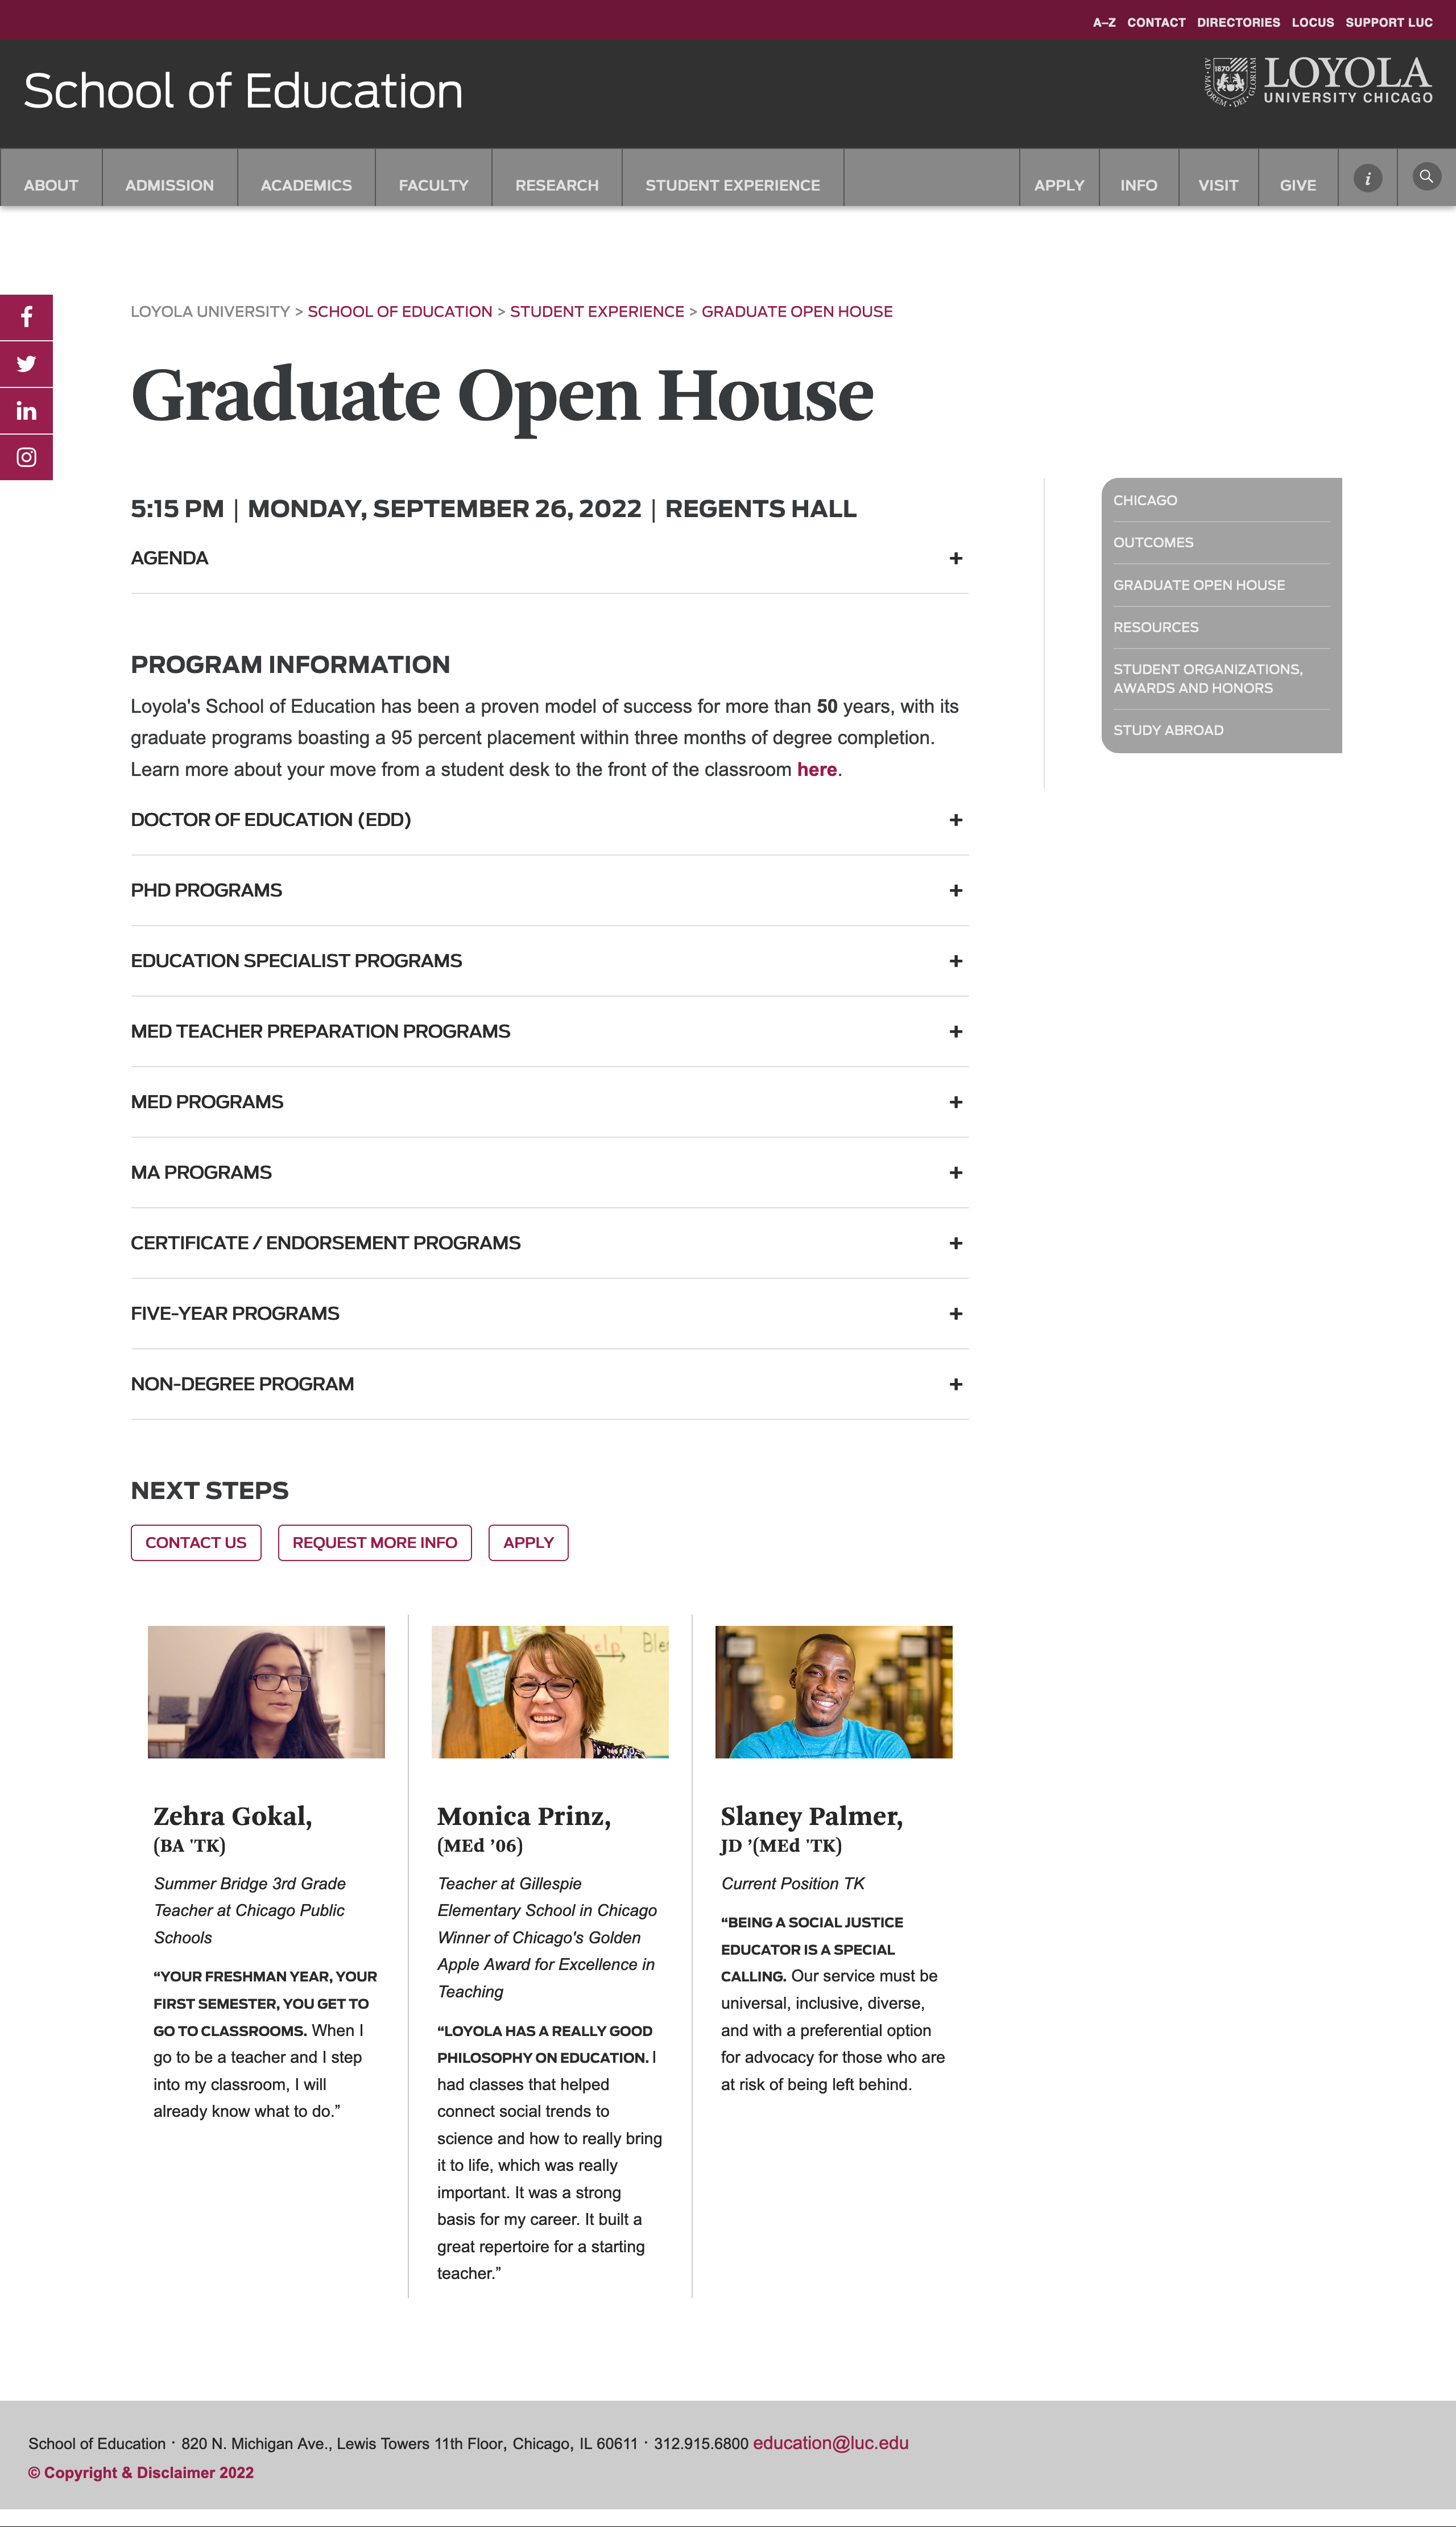 A–Z CONTACT DIRECTORIES LOCUS SUPPORT LUC
School of Education
AD • MAJOREM • DEI • GLORIAM
1870
LOYOLA
UNIVERSITY CHICAGO
ABOUT ADMISSION ACADEMICS FACULTY RESEARCH STUDENT EXPERIENCE APPLY INFO VISIT GIVE i
LOYOLA UNIVERSITY > SCHOOL OF EDUCATION > STUDENT EXPERIENCE > GRADUATE OPEN HOUSE
Graduate Open House
5:15 PM | MONDAY, SEPTEMBER 26, 2022 | REGENTS HALL
AGENDA +
CHICAGO
OUTCOMES
GRADUATE OPEN HOUSE
RESOURCES
STUDENT ORGANIZATIONS,
AWARDS AND HONORS
STUDY ABROAD
PROGRAM INFORMATION
Loyola's School of Education has been a proven model of success for more than 50 years, with its
graduate programs boasting a 95 percent placement within three months of degree completion.
Learn more about your move from a student desk to the front of the classroom here.
DOCTOR OF EDUCATION (EDD) +
PHD PROGRAMS +
EDUCATION SPECIALIST PROGRAMS +
MED TEACHER PREPARATION PROGRAMS +
MED PROGRAMS +
MA PROGRAMS +
CERTIFICATE / ENDORSEMENT PROGRAMS +
FIVE-YEAR PROGRAMS +
NON-DEGREE PROGRAM +
NEXT STEPS
CONTACT US REQUEST MORE INFO APPLY
help
Zehra Gokal,
(BA 'TK)
Summer Bridge 3rd Grade
Teacher at Chicago Public
Schools
“YOUR FRESHMAN YEAR, YOUR
FIRST SEMESTER, YOU GET TO
GO TO CLASSROOMS. When I
go to be a teacher and I step
into my classroom, I will
already know what to do.”
Monica Prinz,
(MEd ’06)
Teacher at Gillespie
Elementary School in Chicago
Winner of Chicago's Golden
Apple Award for Excellence in
Teaching
“LOYOLA HAS A REALLY GOOD
PHILOSOPHY ON EDUCATION. I
had classes that helped
connect social trends to
science and how to really bring
it to life, which was really
important. It was a strong
basis for my career. It built a
great repertoire for a starting
teacher.”
Slaney Palmer,
JD ’(MEd 'TK)
Current Position TK
“BEING A SOCIAL JUSTICE
EDUCATOR IS A SPECIAL
CALLING. Our service must be
universal, inclusive, diverse,
and with a preferential option
for advocacy for those who are
at risk of being left behind.
School of Education · 820 N. Michigan Ave., Lewis Towers 11th Floor, Chicago, IL 60611 · 312.915.6800 education@luc.edu
© Copyright & Disclaimer 2022